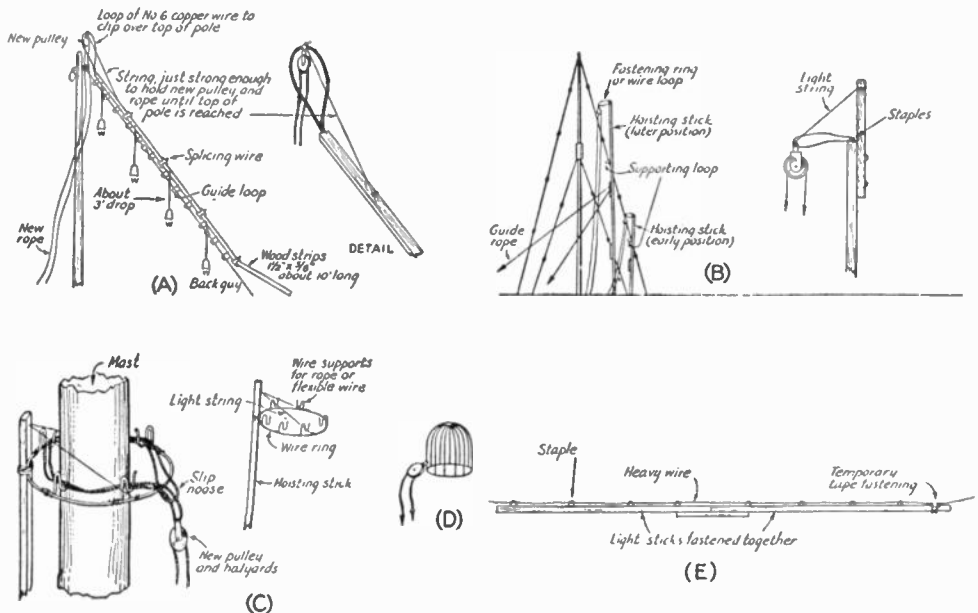 Loop of No 6 copper wire to
clip over top of pole
New pulley
String, just strong enough
to hold new pulley and
rope until top of
pole is reached
Splicing wire
About
3' drop
Guide loop
New
rope
Wood strips
1½" x ⅝"
about 10' long
Back guy
DETAIL
(A)
Fastening ring
or wire loop
Hoisting stick
(later position)
Supporting loop
Hoisting stick
(early position)
Guide
rope
Light
string
Staples
(B)
Mast
Wire supports
for rope or
flexible wire
Light string
Wire ring
Hoisting stick
Slip
noose
New pulley
and halyards
(C)
(D)
Staple
Heavy wire
Temporary
tape fastening
Light sticks fastened together
(E)